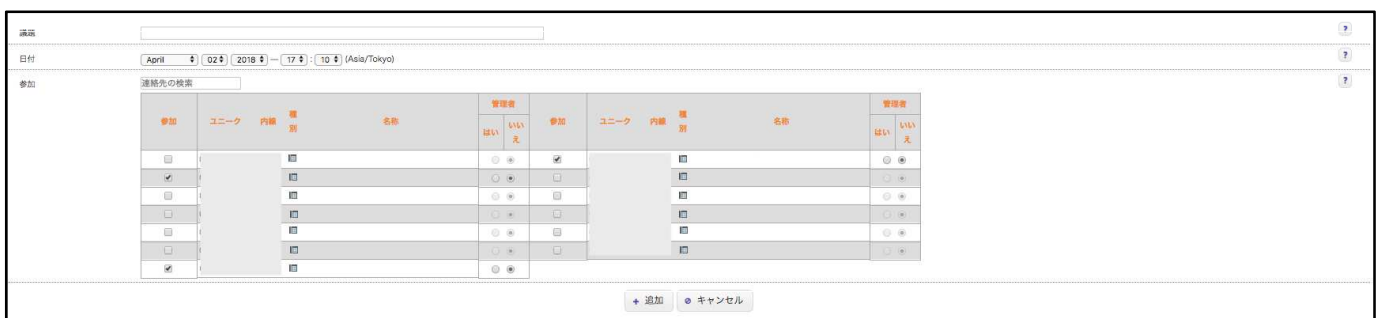 議題 ?
日付 April 02 2018 — 17 : 10 (Asia/Tokyo) ?
参加 連絡先の検索 ?
参加 ユニーク 内線 種別 名称 管理者 はい いいえ 参加 ユニーク 内線 種別 名称 管理者 はい いいえ
+ 追加 キャンセル